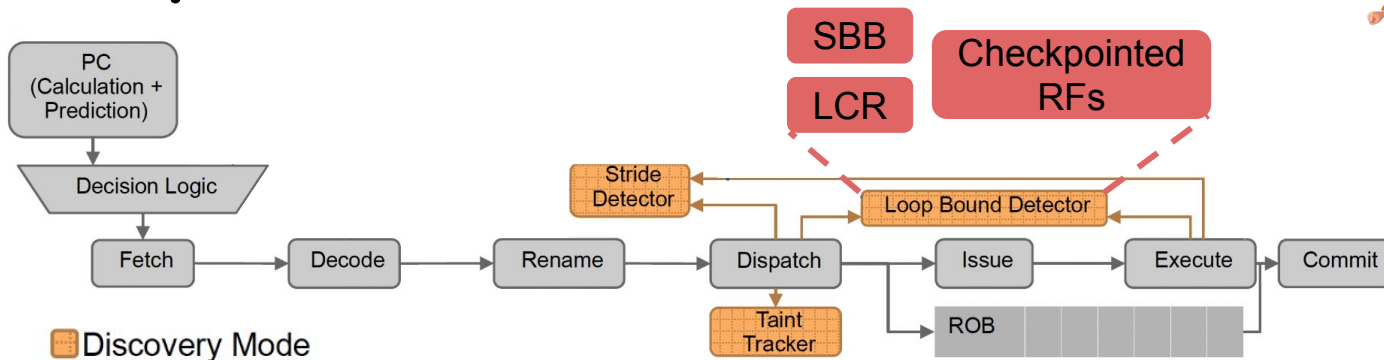 SBB
LCR
Checkpointed
RFs
PC
(Calculation +
Prediction)
Decision Logic
Stride
Detector
Loop Bound Detector
Fetch
Decode
Rename
Dispatch
Issue
Execute
Commit
Taint
Tracker
ROB
Discovery Mode